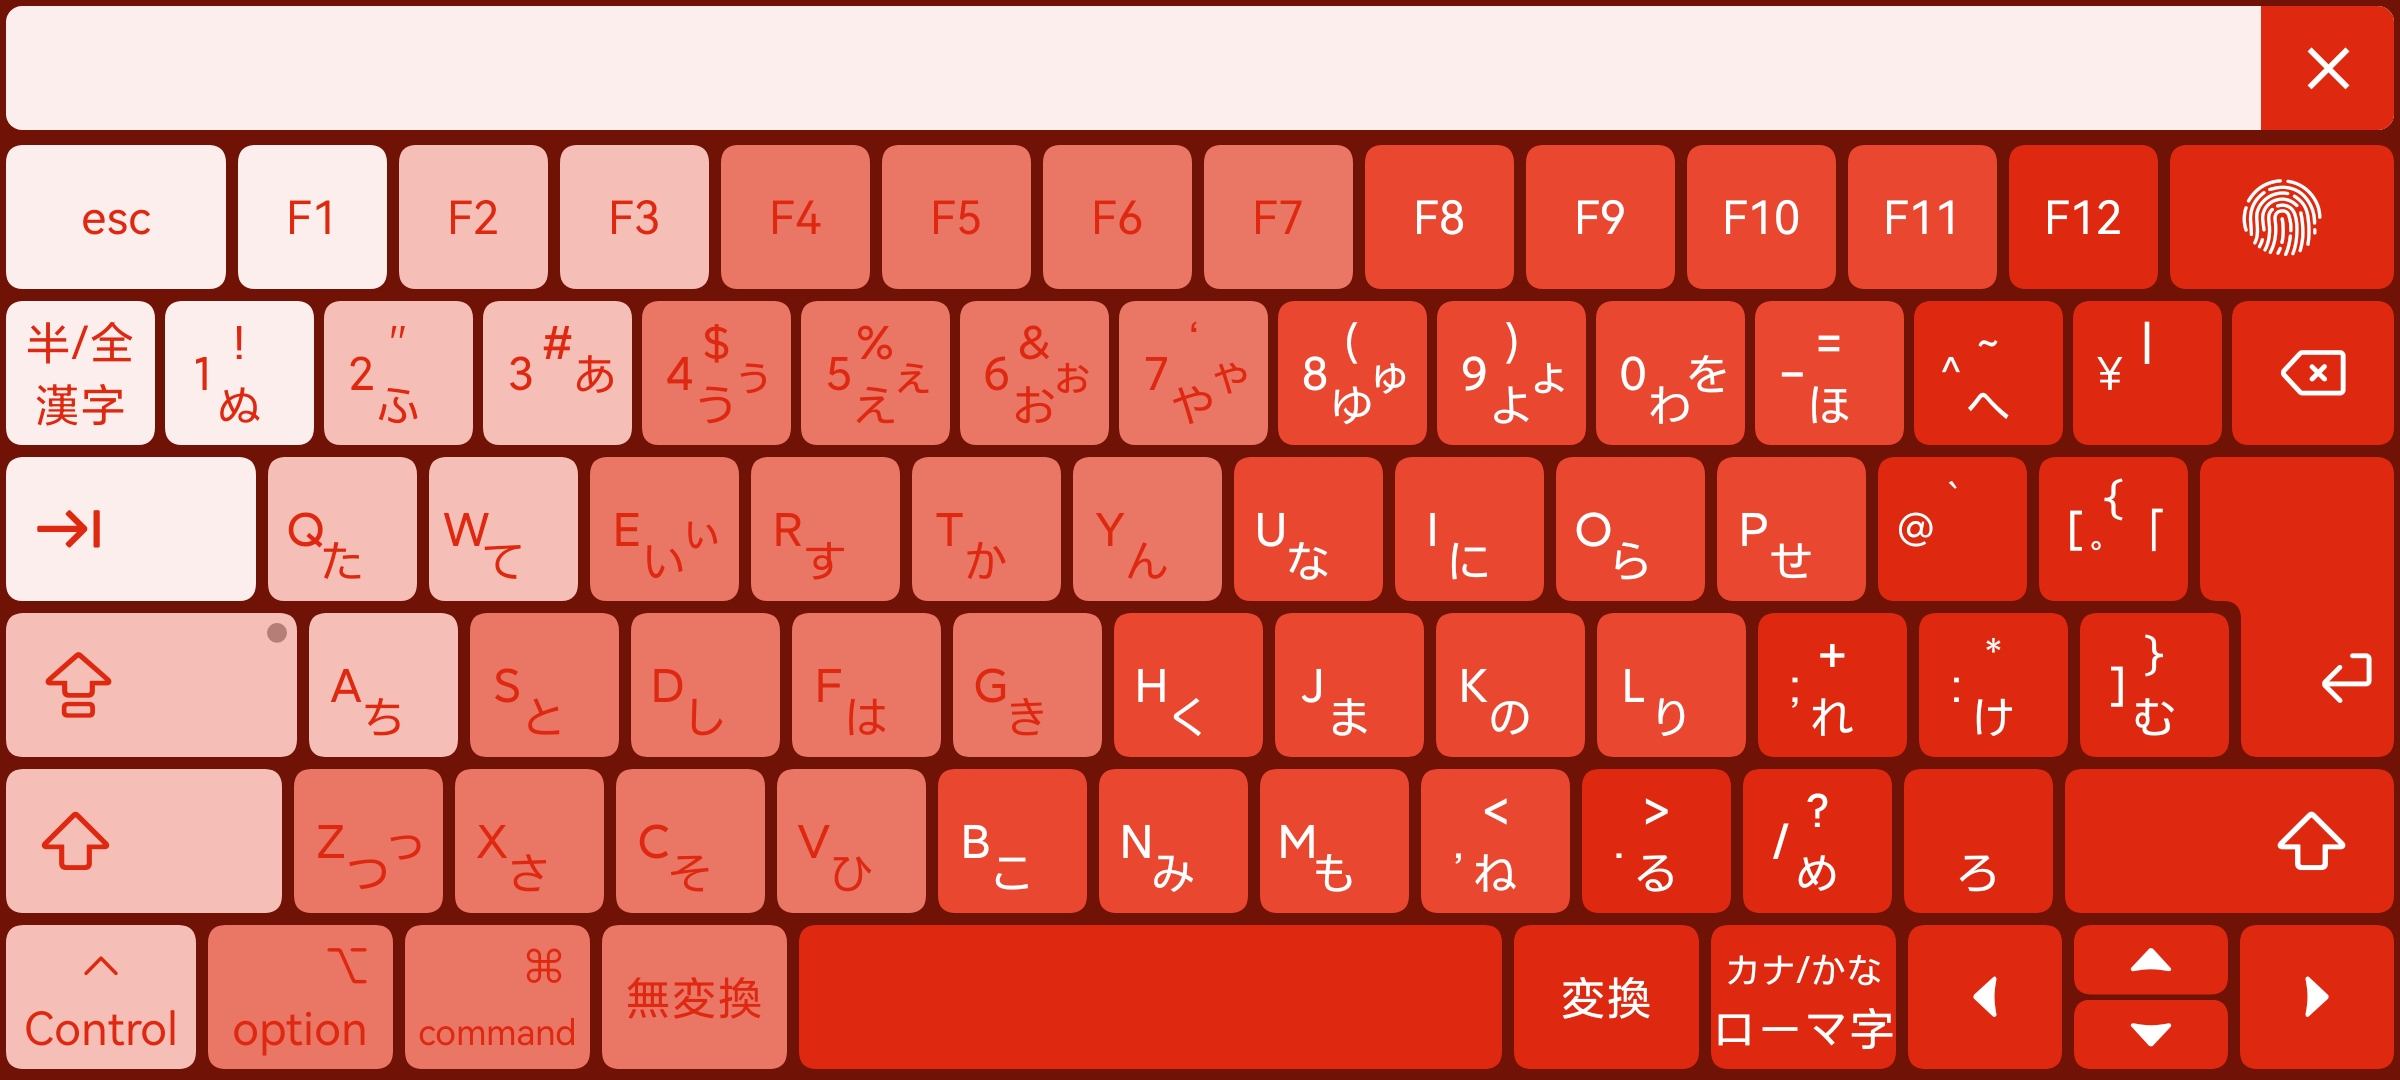 esc F1 F2 F3 F4 F5 F6 F7 F8 F9 F10 F11 F12
半/全 漢字 1 ! ぬ 2 " ふ 3 # あ 4 $ う ぅ 5 % え ぇ 6 & お ぉ 7 ‘ や ゃ 8 ( ゆ ゅ 9 ) よ ょ 0 わ を - = ほ ^ ~ へ ¥ |
Q た W て E い ぃ R す T か Y ん U な I に O ら P せ @ ` [ { 。 「
A ち S と D し F は G き H く J ま K の L り ; + れ : * け ] } む
Z つ っ X さ C そ V ひ B こ N み M も , < ね . > る / ? め ろ
^ Control ⌥ option ⌘ command 無変換 変換 カナ/かな ローマ字